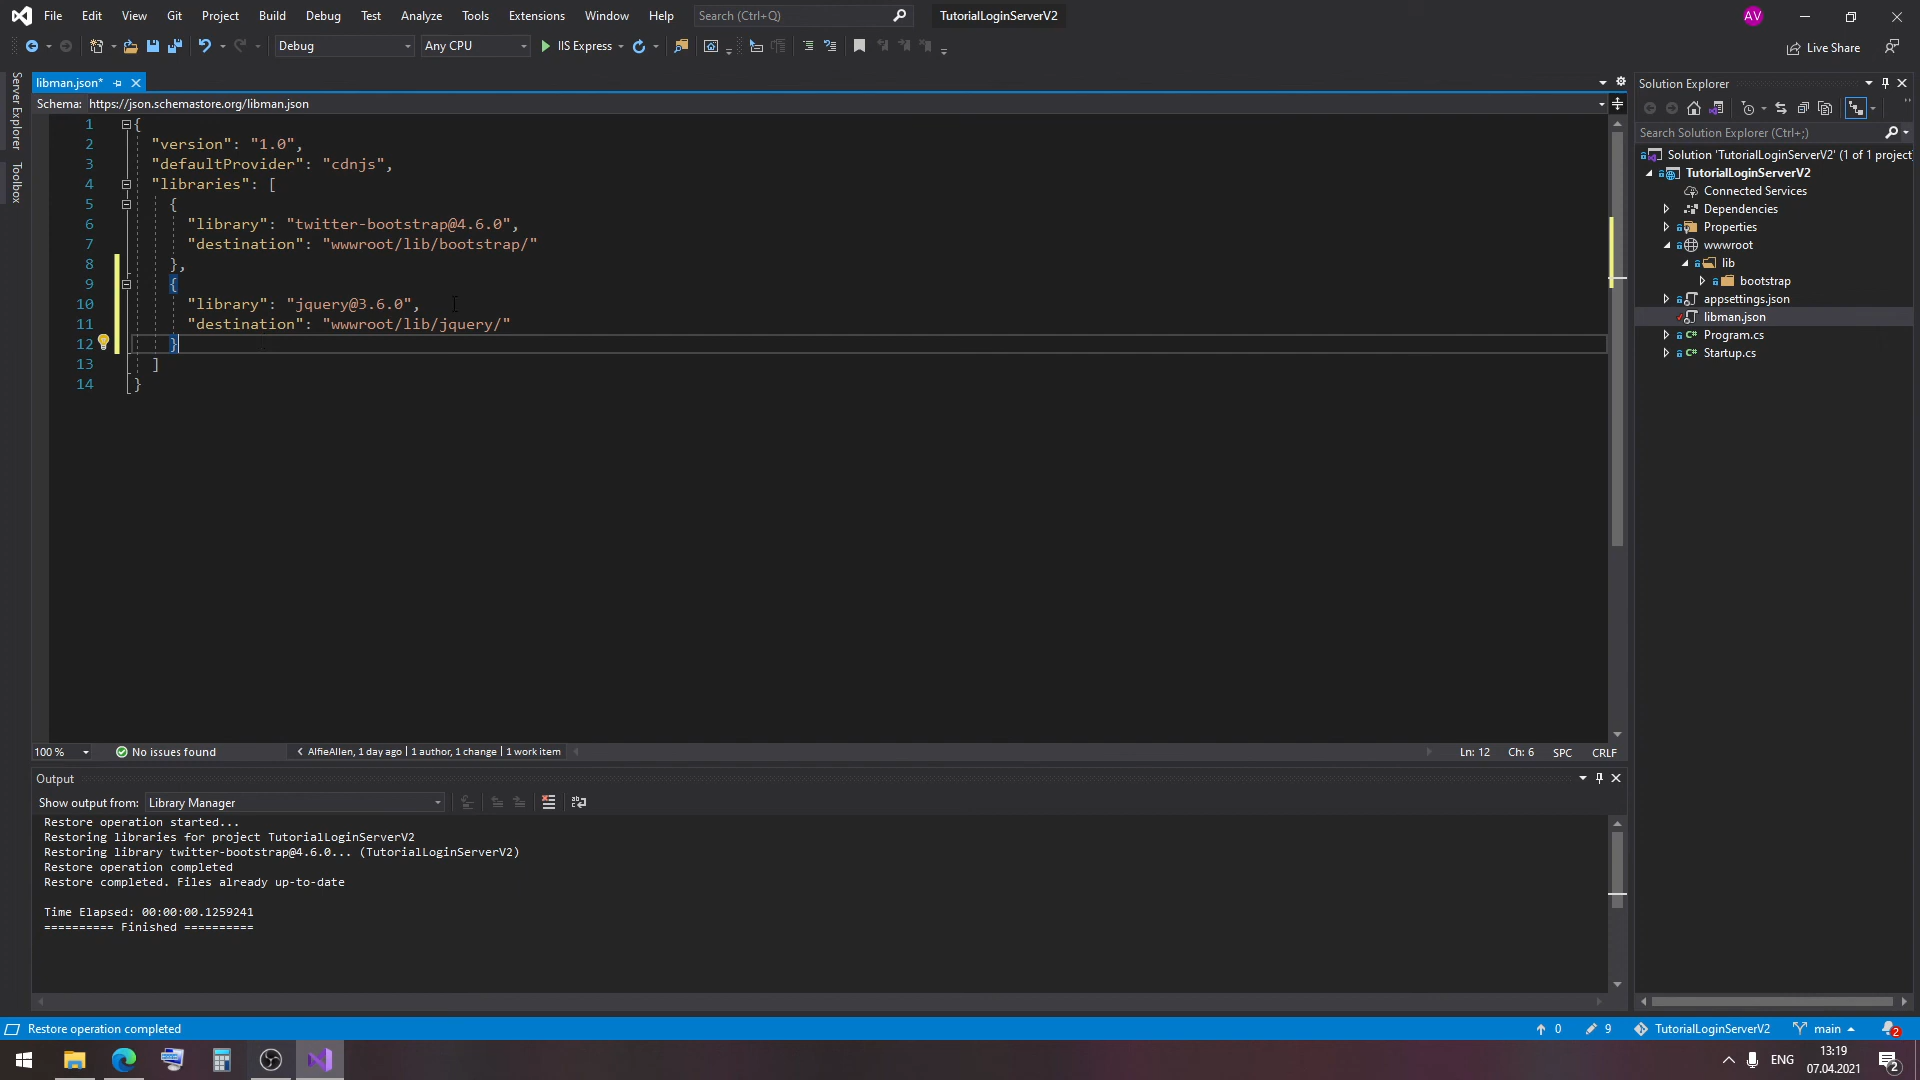 File Edit View Git Project Build Debug Test Analyze Tools Extensions Window Help Search (Ctrl+Q) TutorialLoginServerV2 AV
Debug Any CPU IIS Express Live Share
Server Explorer
Toolbox
libman.json*
Schema: https://json.schemastore.org/libman.json
1 {
2 "version": "1.0",
3 "defaultProvider": "cdnjs",
4 "libraries": [
5 {
6 "library": "twitter-bootstrap@4.6.0",
7 "destination": "wwwroot/lib/bootstrap/"
8 },
9 {
10 "library": "jquery@3.6.0",
11 "destination": "wwwroot/lib/jquery/"
12 }
13 ]
14 }
100 % No issues found AlfieAllen, 1 day ago | 1 author, 1 change | 1 work item Ln: 12 Ch: 6 SPC CRLF
Solution Explorer
Search Solution Explorer (Ctrl+;)
Solution 'TutorialLoginServerV2' (1 of 1 project
TutorialLoginServerV2
Connected Services
Dependencies
Properties
wwwroot
lib
bootstrap
appsettings.json
libman.json
C# Program.cs
C# Startup.cs
Output
Show output from: Library Manager
Restore operation started...
Restoring libraries for project TutorialLoginServerV2
Restoring library twitter-bootstrap@4.6.0... (TutorialLoginServerV2)
Restore operation completed
Restore completed. Files already up-to-date
Time Elapsed: 00:00:00.1259241
========== Finished ==========
Restore operation completed 0 9 TutorialLoginServerV2 main 2
ENG 13:19
07.04.2021 2